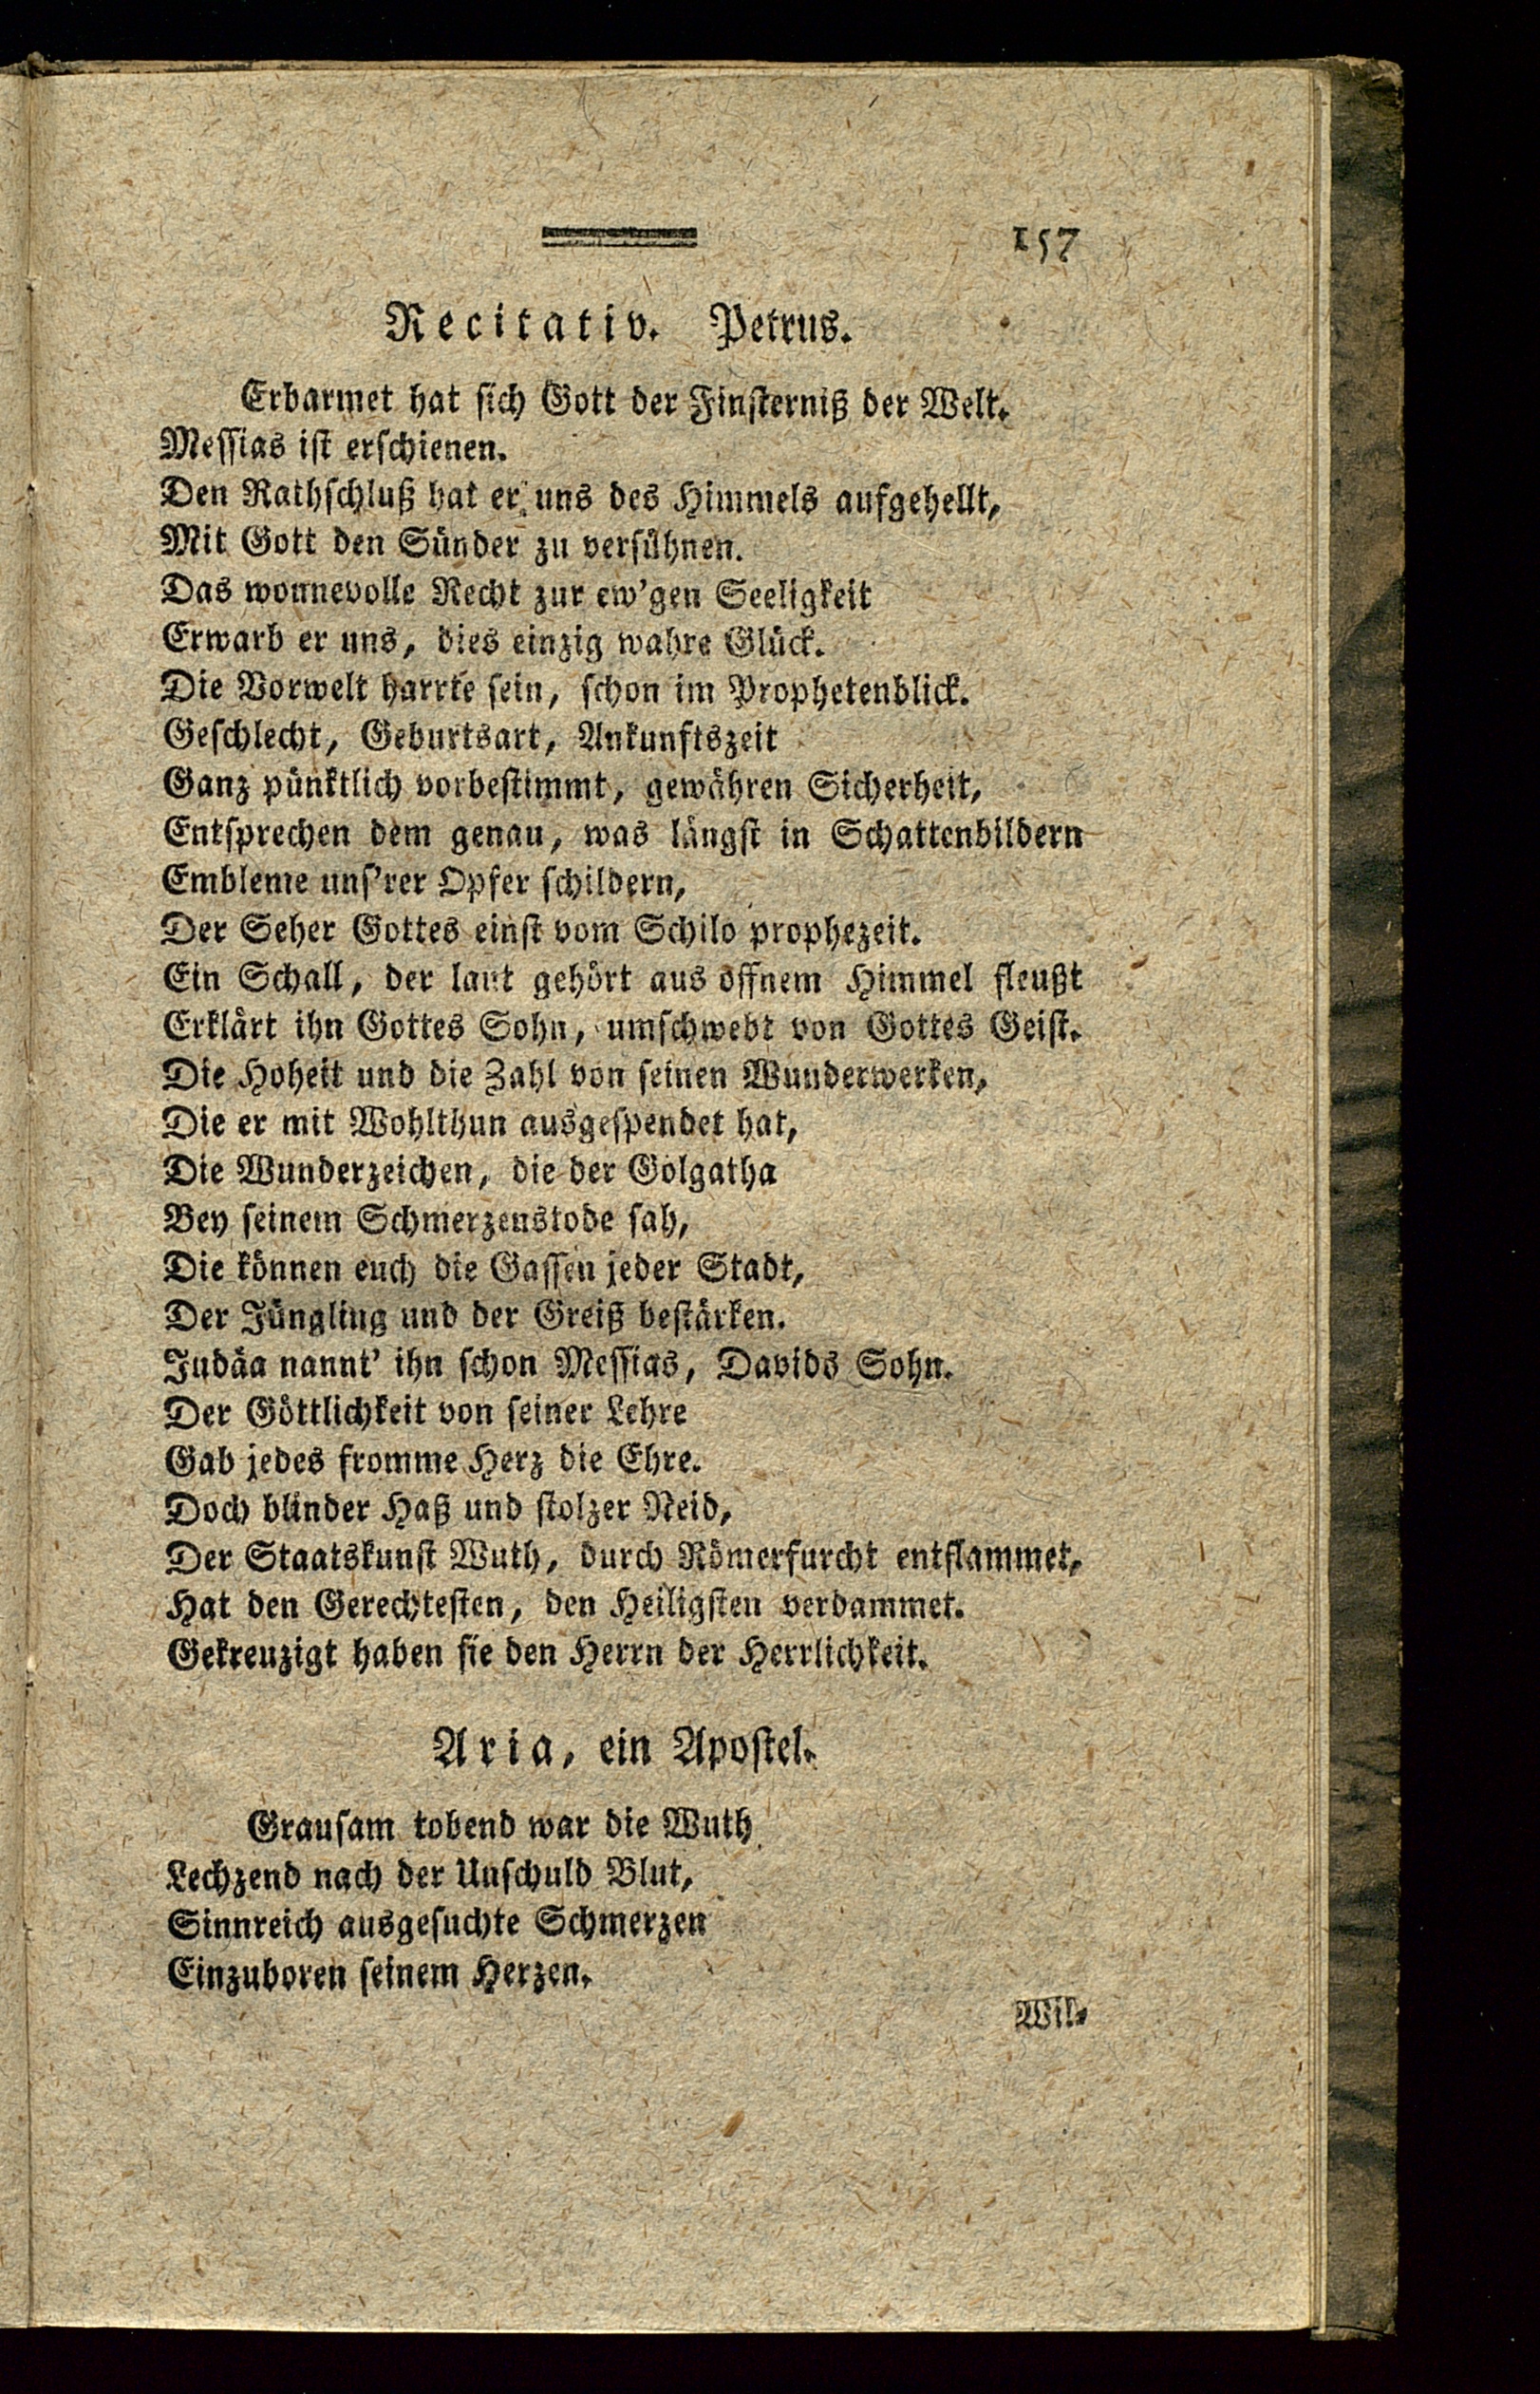 157
Recitativ. Petrus.
Erbarmet hat sich Gott der Finsterniß der Welt.
Messias ist erschienen.
Den Rathschluß hat er uns des Himmels aufgehellt,
Mit Gott den Sünder zu versühnen.
Das wonnevolle Recht zur ew'gen Seeligkeit
Erwarb er uns, dies einzig wahre Glück.
Die Vorwelt harrte sein, schon im Prophetenblick.
Geschlecht, Geburtsart, Ankunftszeit
Ganz pünktlich vorbestimmt, gewähren Sicherheit,
Entsprechen dem genau, was längst in Schattenbildern
Embleme uns'rer Opfer schildern,
Der Seher Gottes einst vom Schilo prophezeit.
Ein Schall, der laut gehört aus offnem Himmel fleußt
Erklärt ihn Gottes Sohn, umschwebt von Gottes Geist.
Die Hoheit und die Zahl von seinen Wunderwerken,
Die er mit Wohlthun ausgespendet hat,
Die Wunderzeichen, die der Golgatha
Bey seinem Schmerzenstode sah,
Die können euch die Gassen jeder Stadt,
Der Jüngling und der Greiß bestärken.
Judäa nannt' ihn schon Messias, Davids Sohn.
Der Göttlichkeit von seiner Lehre
Gab jedes fromme Herz die Ehre.
Doch blinder Haß und stolzer Neid,
Der Staatskunst Wuth, durch Römerfurcht entflammet,
Hat den Gerechtesten, den Heiligsten verdammet.
Gekreuzigt haben sie den Herrn der Herrlichkeit.
Aria, ein Apostel.
Grausam tobend war die Wuth
Lechzend nach der Unschuld Blut,
Sinnreich ausgesuchte Schmerzen
Einzuboren seinem Herzen.
Wil-